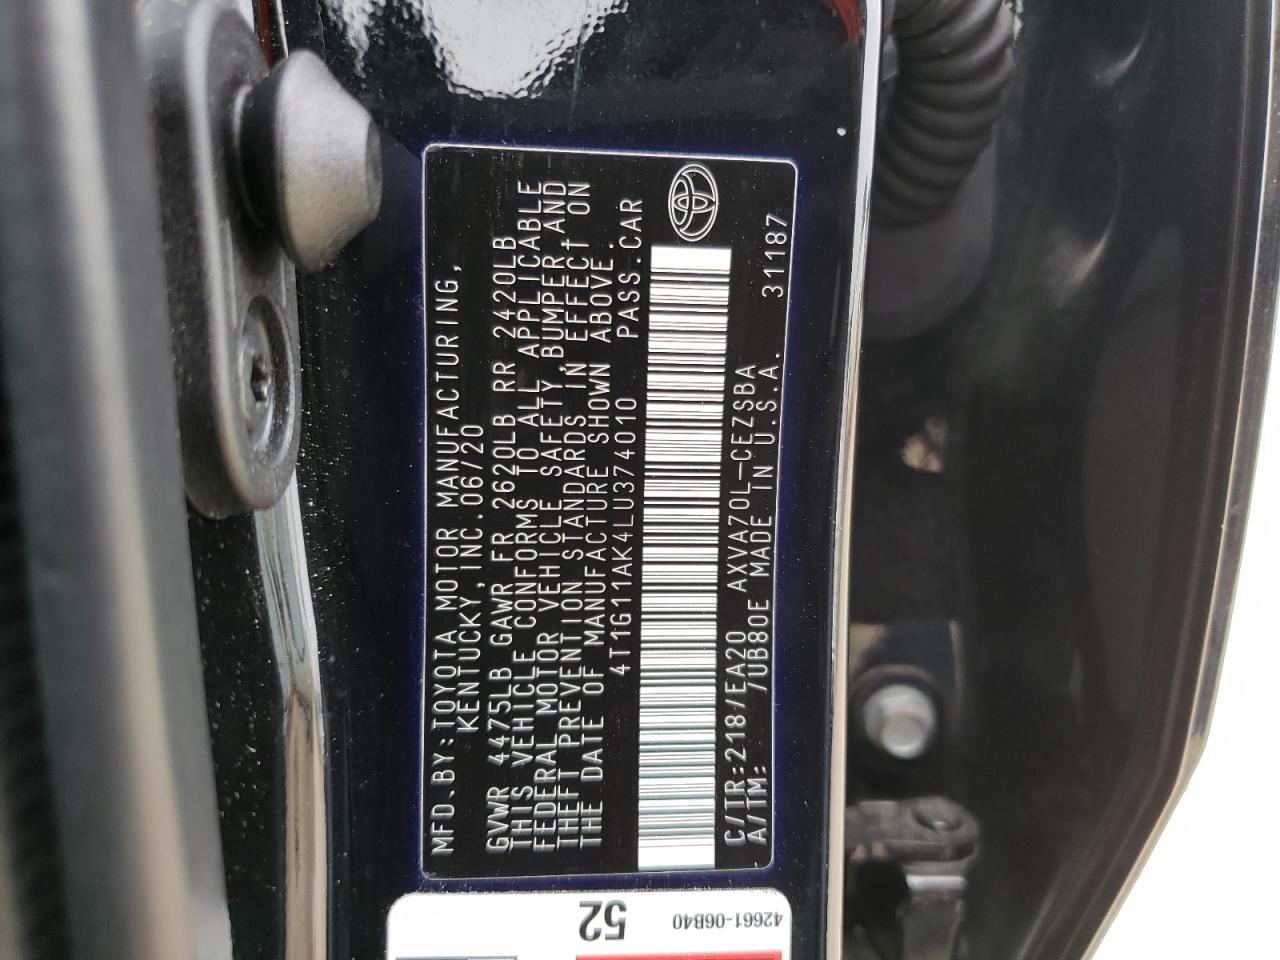 MFD.BY:TOYOTA MOTOR MANUFACTURING,
KENTUCKY,INC.06/20
GVWR 4475LB GAWR FR 2620LB RR 2420LB
THIS VEHICLE CONFORMS TO ALL APPLICABLE
FEDERAL MOTOR VEHICLE SAFETY,BUMPER,AND
THEFT PREVENTION STANDARDS IN EFFECT ON
THE DATE OF MANUFACTURE SHOWN ABOVE.
4T1G11AK4LU374010 PASS.CAR
C/TR:218/EA20 AXVA70L-CEZSBA
A/TM: /UB80E MADE IN U.S.A. 31187
52
42661-06B40